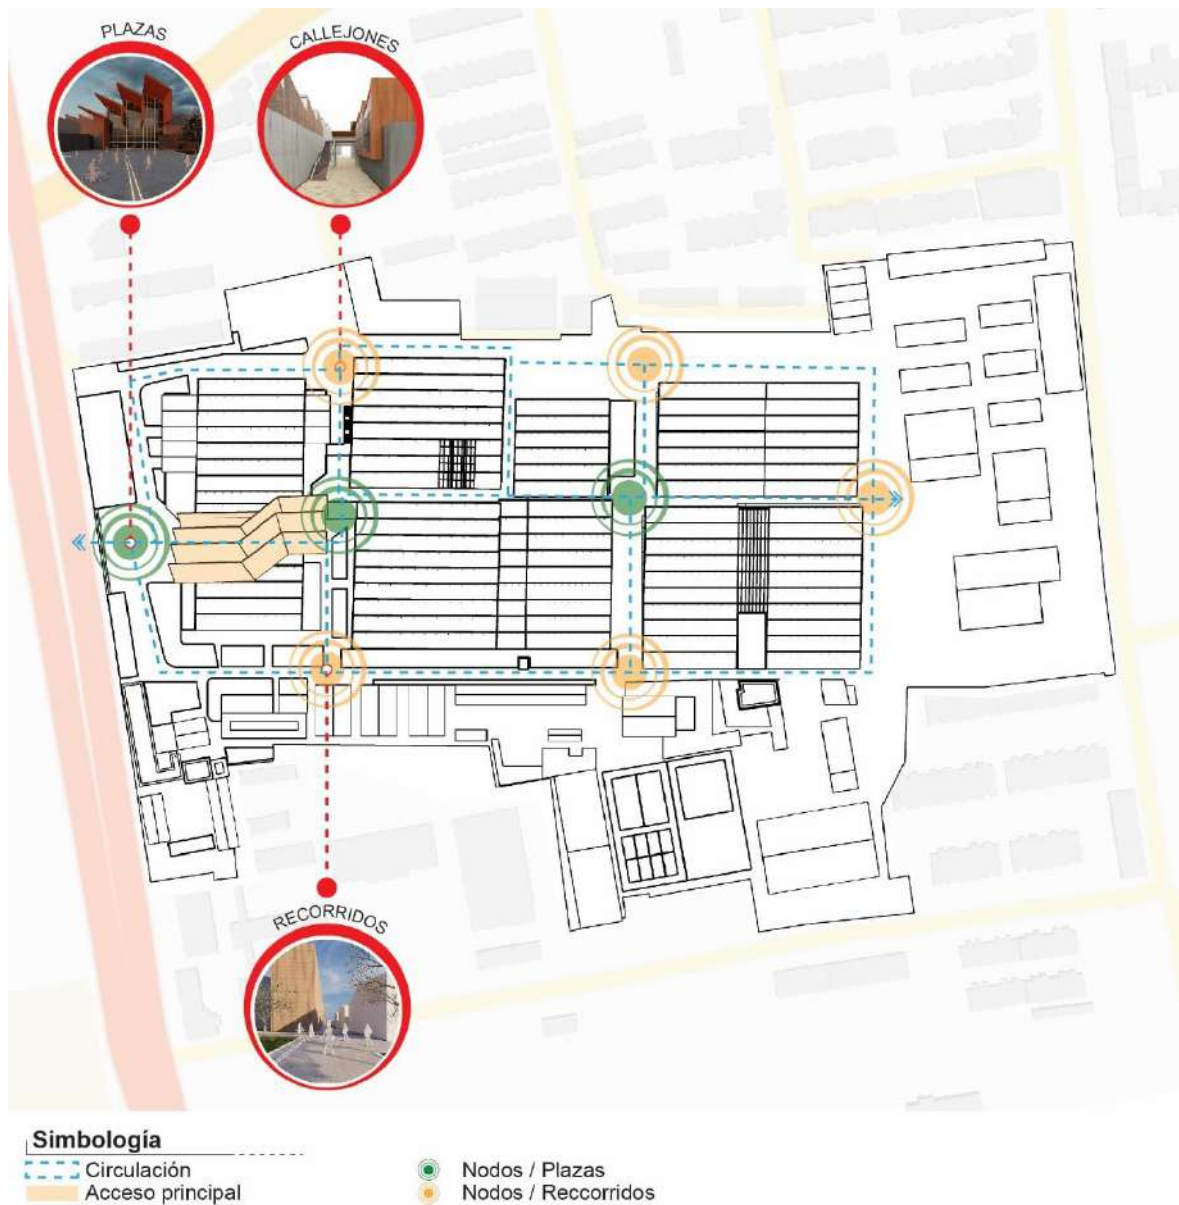 PLAZAS
CALLEJONES
RECORRIDOS
Simbología
Circulación
Acceso principal
Nodos / Plazas
Nodos / Reccorridos